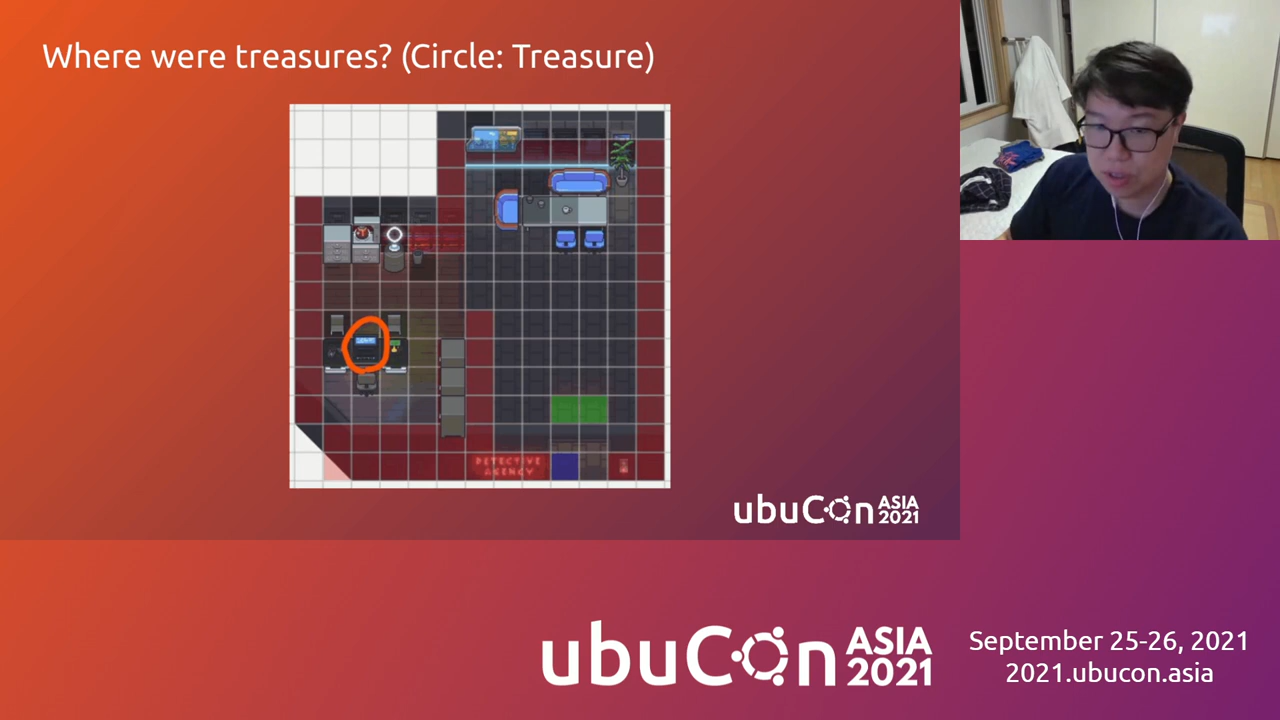 Where were treasures? (Circle: Treasure)
DETECTIVE
AGENCY
ubuCon ASIA
2021
ubuCon ASIA
2021
September 25-26, 2021
2021.ubucon.asia